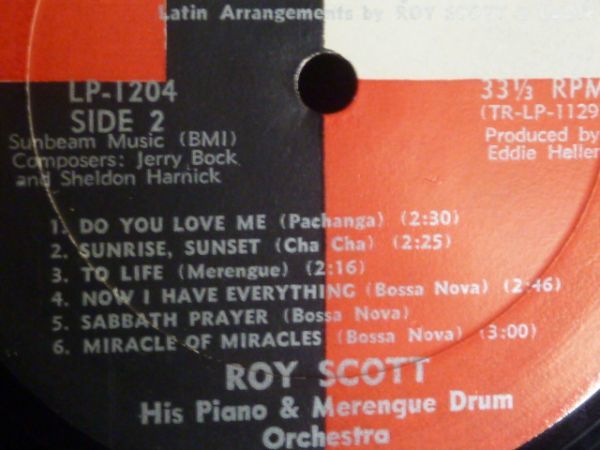 Latin Arrangements by ROY SCOTT
LP-1204
SIDE 2
Sunbeam Music (BMI)
Composers: Jerry Bock
and Sheldon Harnick
33⅓ RPM
(TR-LP-1129
Produced by
Eddie Heller
1. DO YOU LOVE ME (Pachanga) (2:30)
2. SUNRISE, SUNSET (Cha Cha) (2:25)
3. TO LIFE (Merengue) (2:16)
4. NOW I HAVE EVERYTHING (Bossa Nova) (2:46)
5. SABBATH PRAYER (Bossa Nova)
6. MIRACLE OF MIRACLES (Bossa Nova) (3:00)
ROY SCOTT
His Piano & Merengue Drum
Orchestra